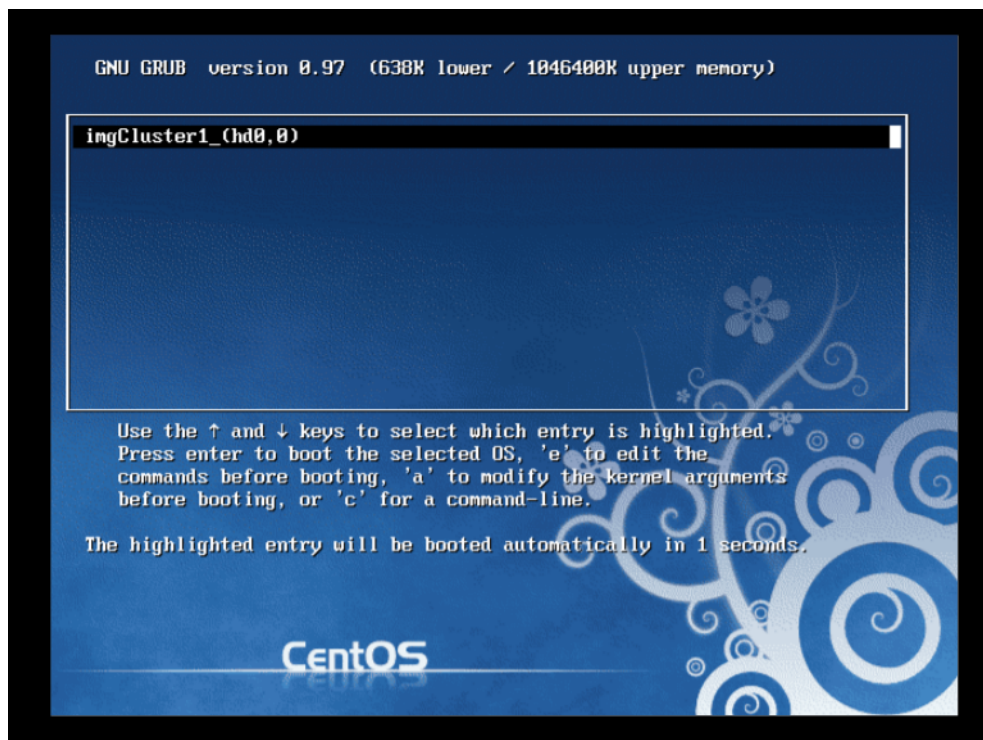 GNU GRUB  version 0.97  (638K lower / 1046400K upper memory)
imgCluster1_(hd0,0)
Use the ↑ and ↓ keys to select which entry is highlighted.
Press enter to boot the selected OS, 'e' to edit the
commands before booting, 'a' to modify the kernel arguments
before booting, or 'c' for a command-line.
The highlighted entry will be booted automatically in 1 seconds.
CentOS